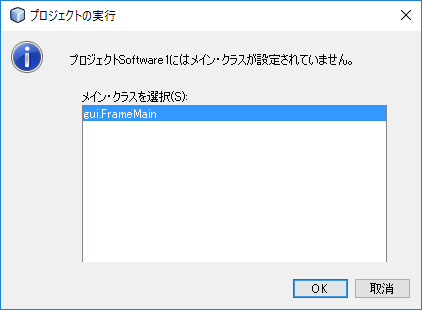 プロジェクトの実行
プロジェクトSoftware1にはメイン・クラスが設定されていません。
メイン・クラスを選択(S):
gui.FrameMain
OK
取消